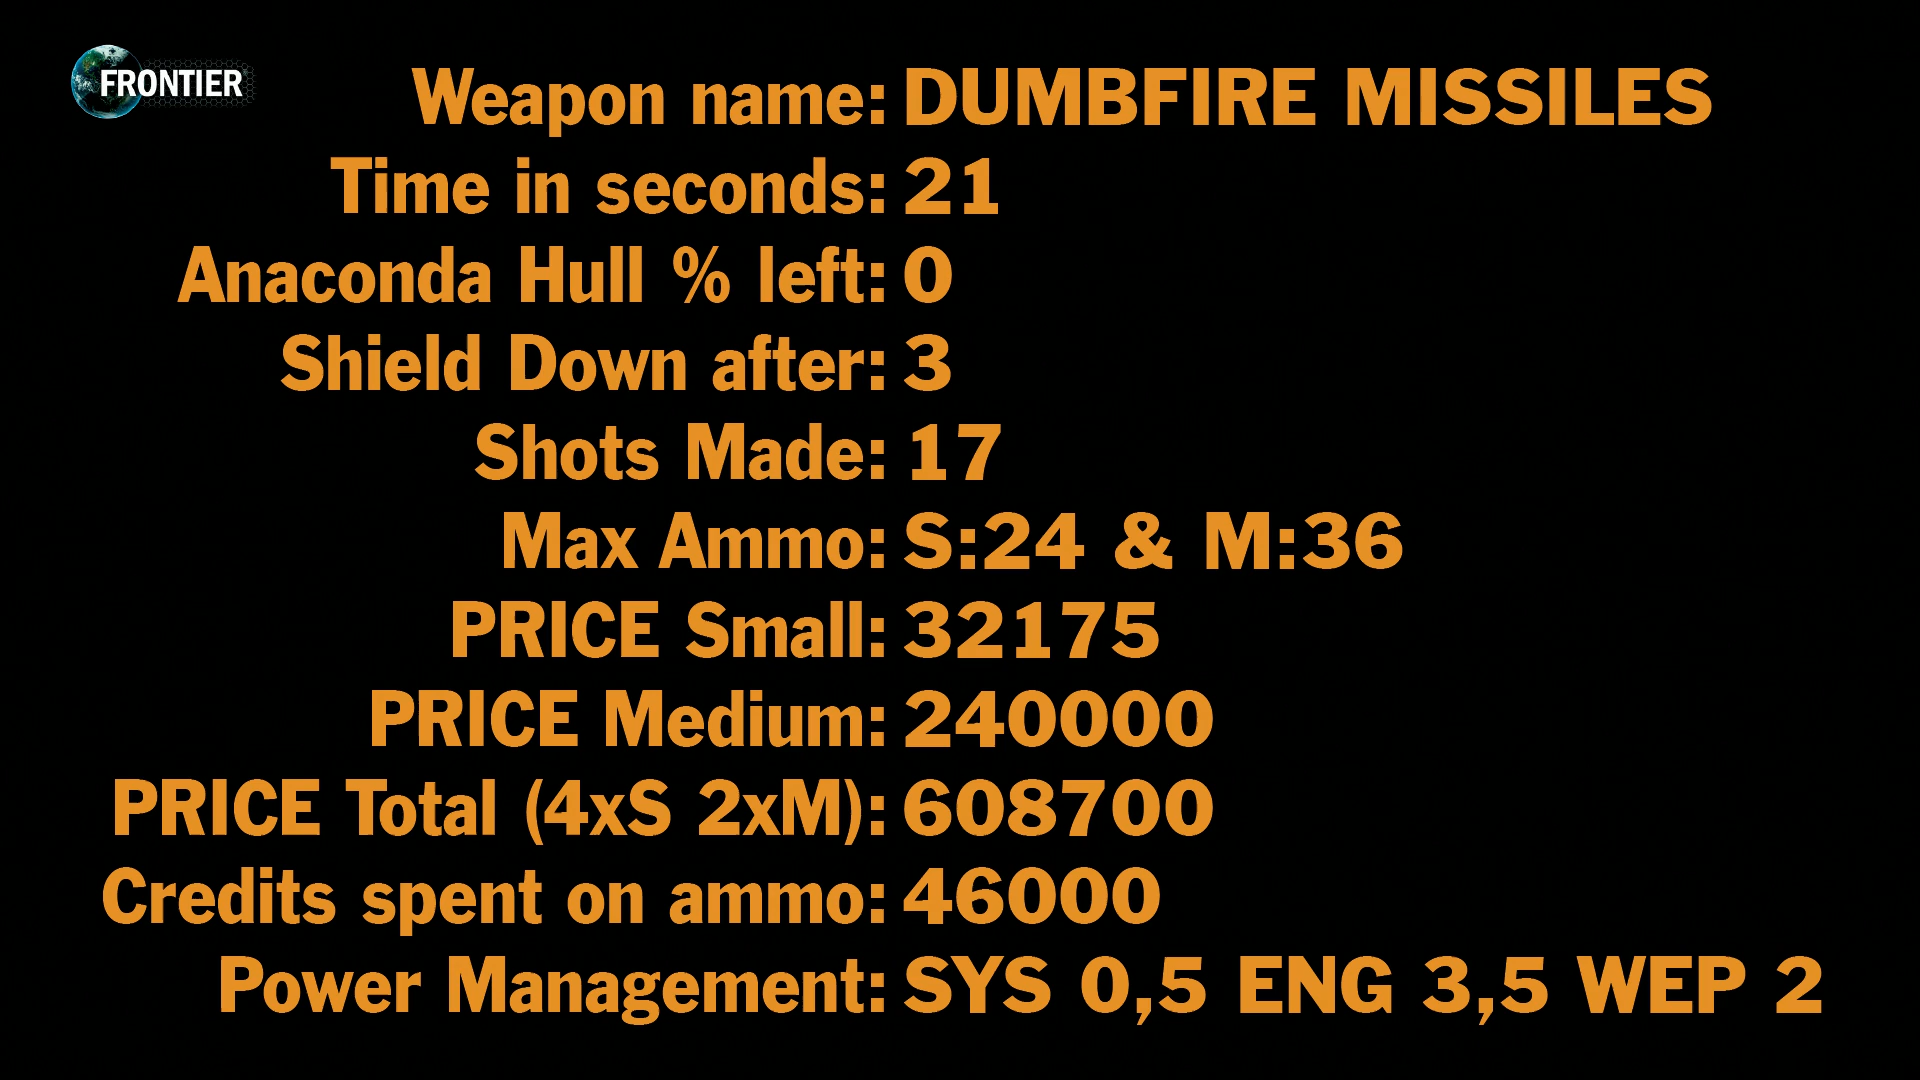 FRONTIER
Weapon name: DUMBFIRE MISSILES
Time in seconds: 21
Anaconda Hull % left: 0
Shield Down after: 3
Shots Made: 17
Max Ammo: S:24 & M:36
PRICE Small: 32175
PRICE Medium: 240000
PRICE Total (4xS 2xM): 608700
Credits spent on ammo: 46000
Power Management: SYS 0,5 ENG 3,5 WEP 2